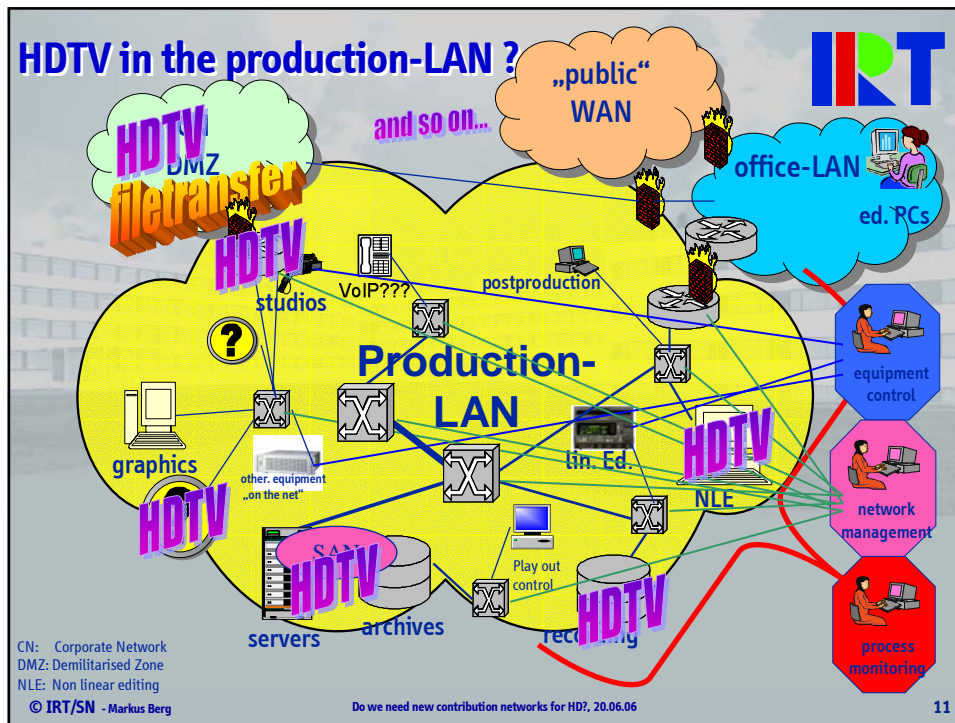 HDTV in the production-LAN ?
IRT
„public“
WAN
and so on...
HDTV
DMZ
filetransfer
office-LAN
ed. PCs
HDTV
studios
VoIP???
postproduction
?
Production-
LAN
equipment
control
graphics
other. equipment
„on the net“
lin. Ed.
HDTV
NLE
HDTV
network
management
SAN
HDTV
Play out
control
HDTV
servers
archives
process
monitoring
CN: Corporate Network
DMZ: Demilitarised Zone
NLE: Non linear editing
© IRT/SN - Markus Berg
Do we need new contribution networks for HD?, 20.06.06
11